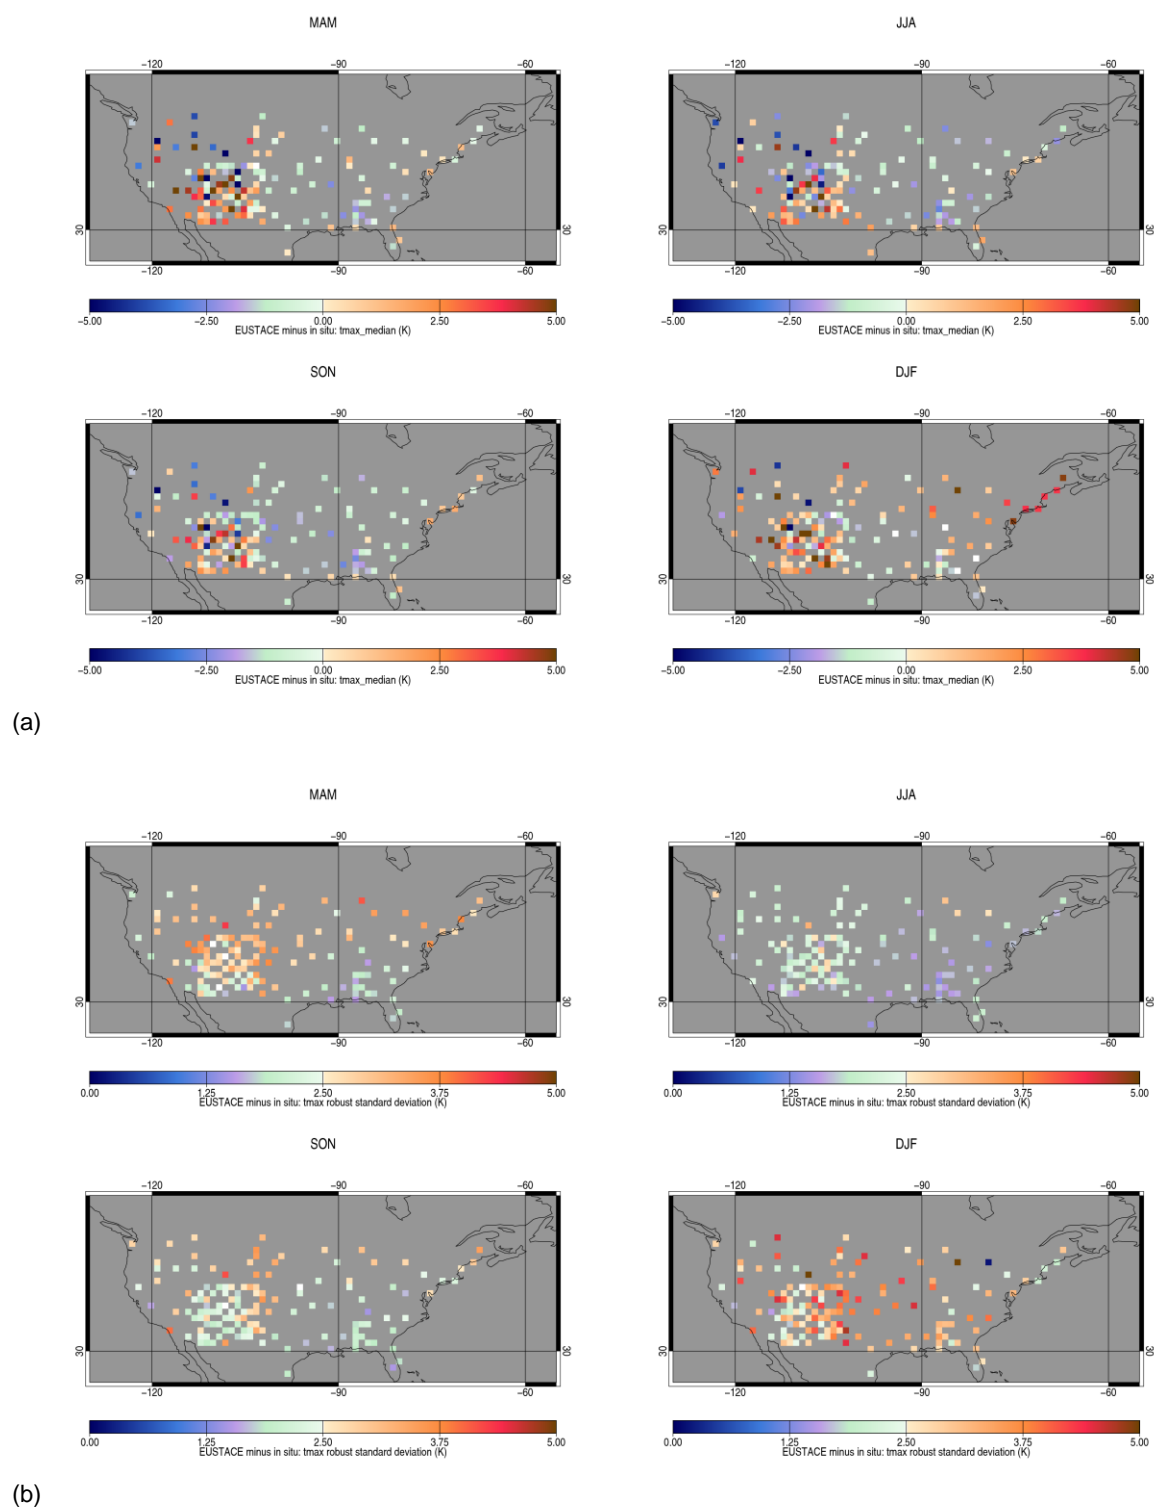 MAM JJA
−120 −90 −60 −120 −90 −60
30 30 30 30
−120 −90 −60 −120 −90 −60
−5.00 −2.50 0.00 2.50 5.00 −5.00 −2.50 0.00 2.50 5.00
EUSTACE minus in situ: tmax_median (K) EUSTACE minus in situ: tmax_median (K)
SON DJF
−120 −90 −60 −120 −90 −60
30 30 30 30
−120 −90 −60 −120 −90 −60
−5.00 −2.50 0.00 2.50 5.00 −5.00 −2.50 0.00 2.50 5.00
EUSTACE minus in situ: tmax_median (K) EUSTACE minus in situ: tmax_median (K)
(a)
MAM JJA
−120 −90 −60 −120 −90 −60
30 30 30 30
−120 −90 −60 −120 −90 −60
0.00 1.25 2.50 3.75 5.00 0.00 1.25 2.50 3.75 5.00
EUSTACE minus in situ: tmax robust standard deviation (K) EUSTACE minus in situ: tmax robust standard deviation (K)
SON DJF
−120 −90 −60 −120 −90 −60
30 30 30 30
−120 −90 −60 −120 −90 −60
0.00 1.25 2.50 3.75 5.00 0.00 1.25 2.50 3.75 5.00
EUSTACE minus in situ: tmax robust standard deviation (K) EUSTACE minus in situ: tmax robust standard deviation (K)
(b)